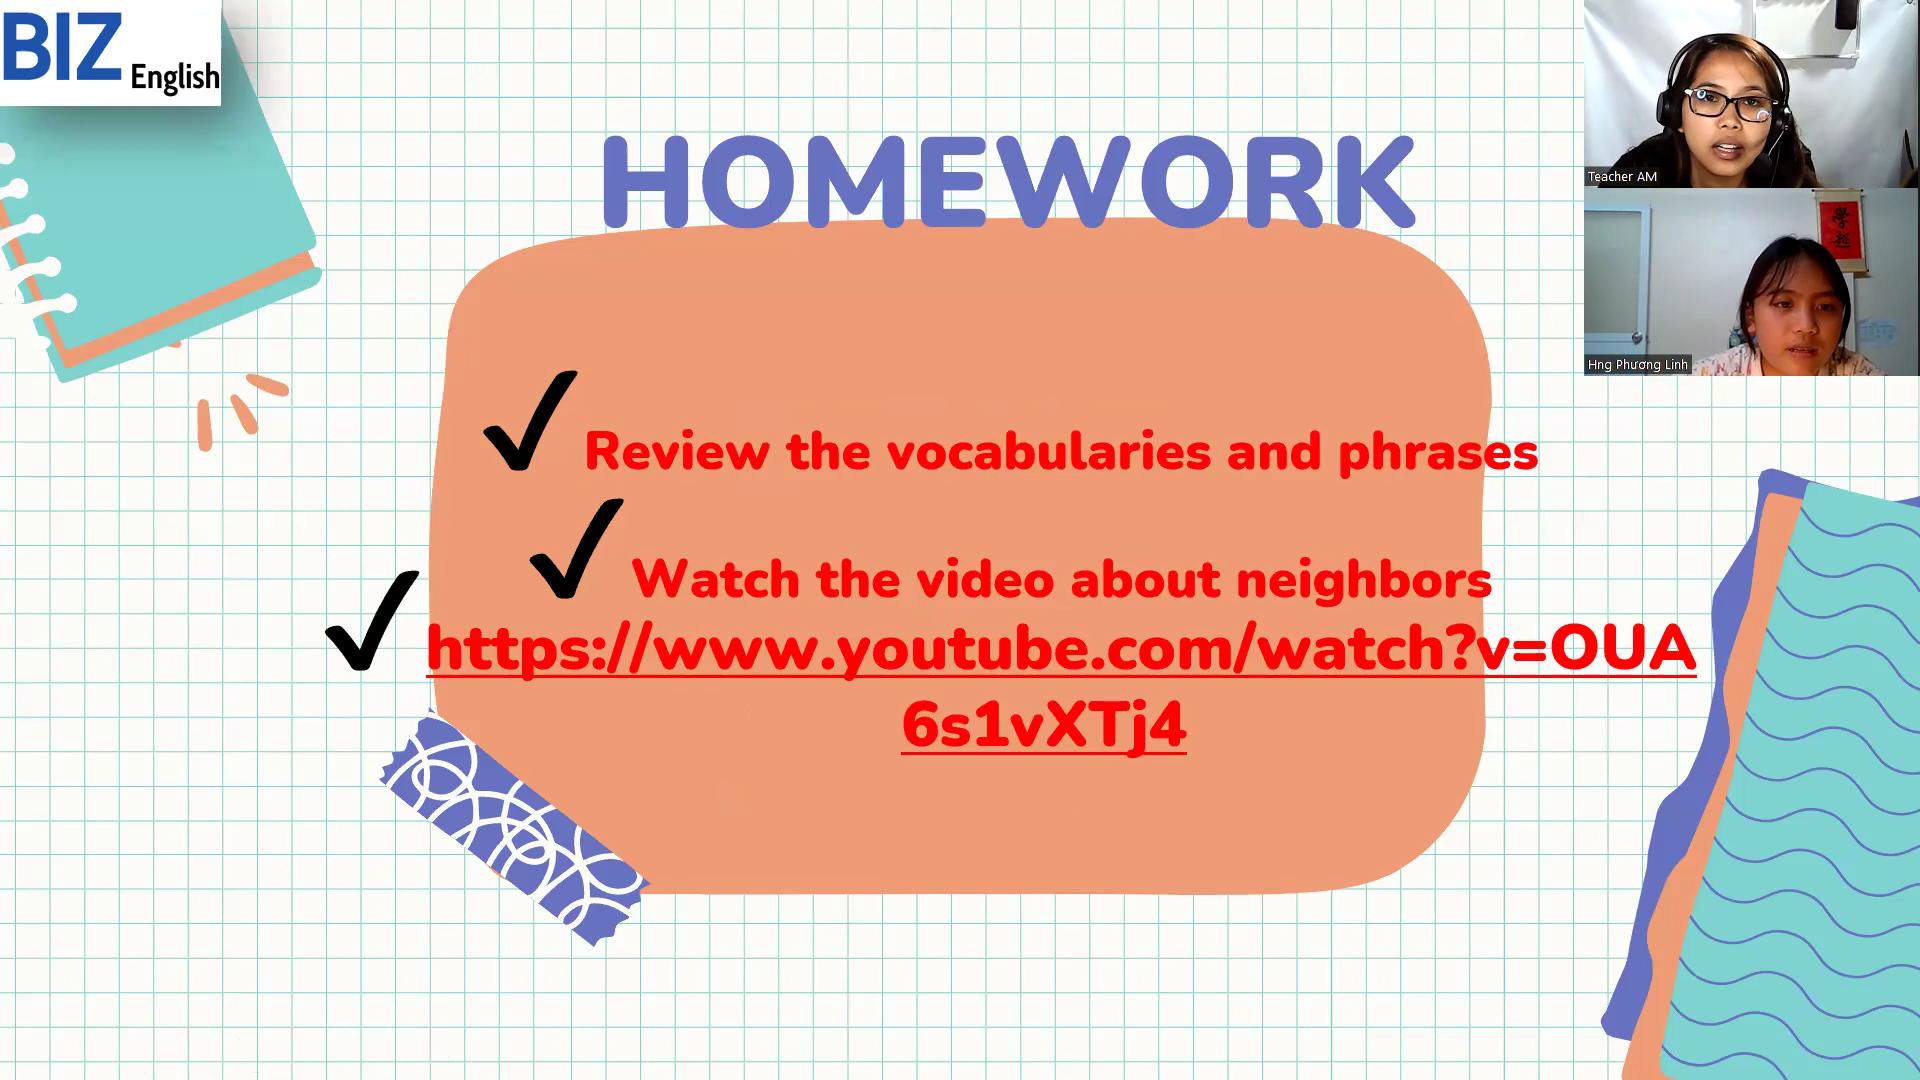 BIZ
English
HOMEWORK
Review the vocabularies and phrases
Watch the video about neighbors
https://www.youtube.com/watch?v=OUA
6s1vXTj4
Teacher AM
學
Hng Phương Linh